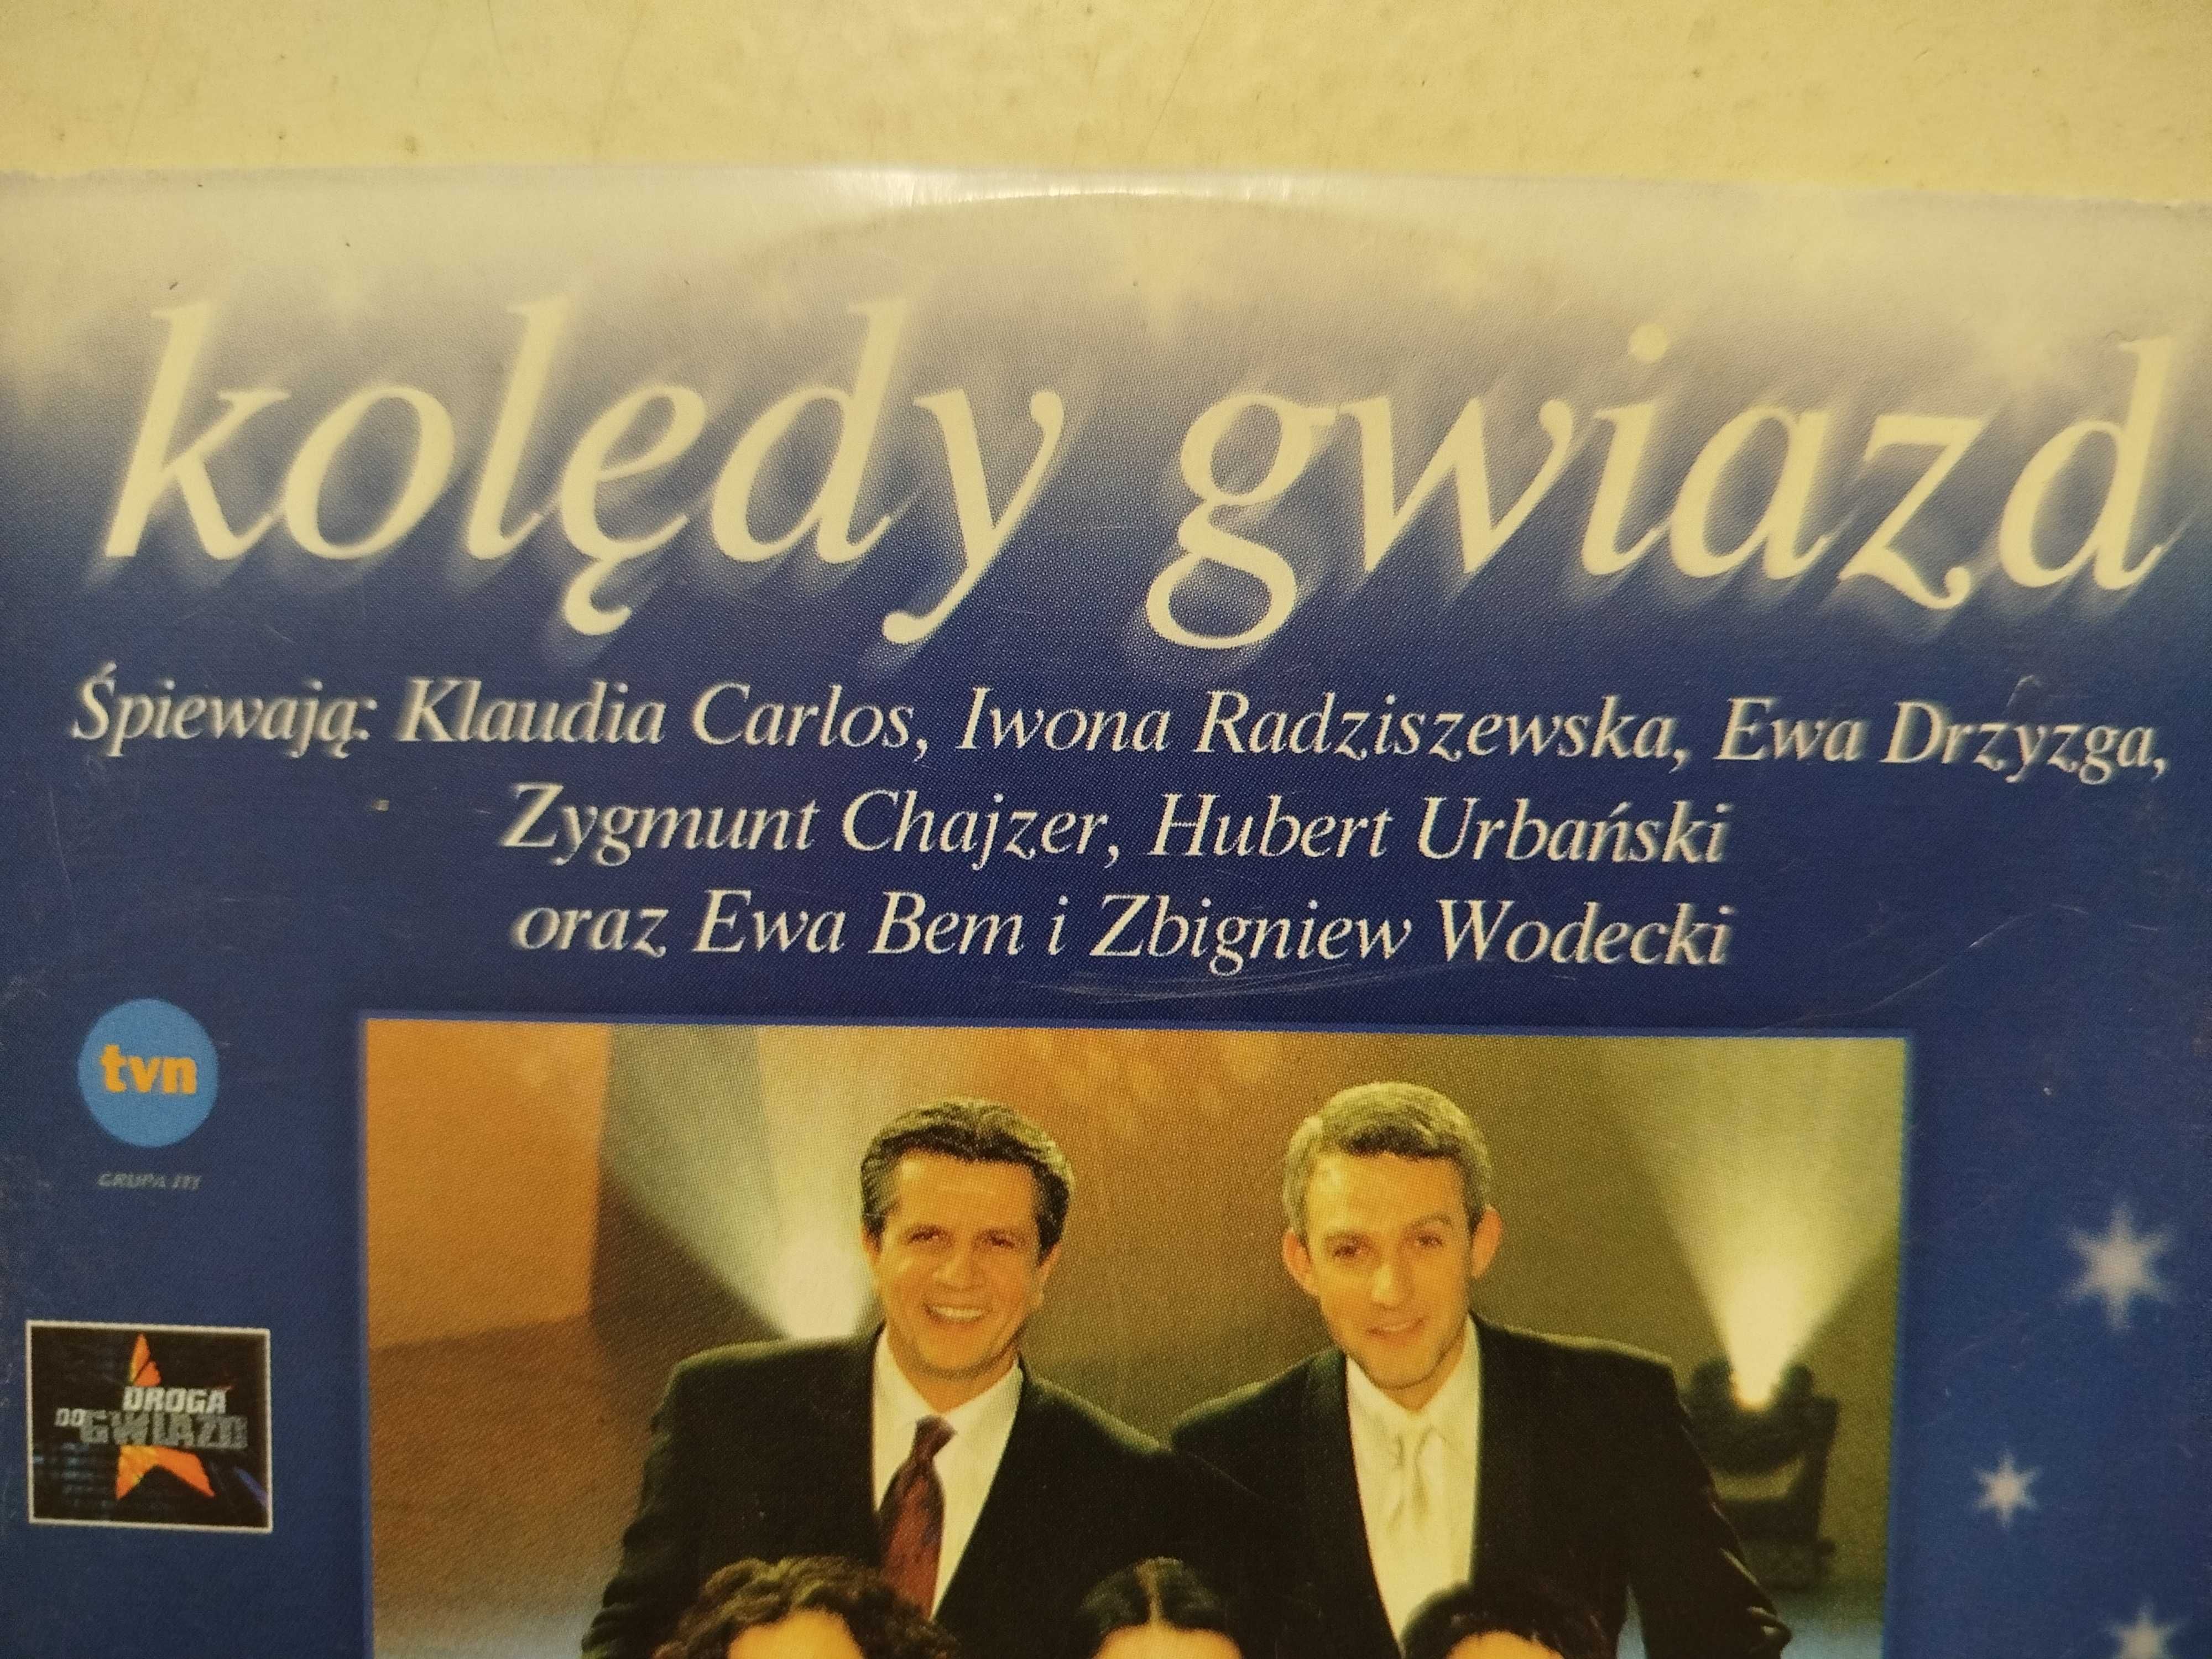 kolędy gwiazd
Śpiewają: Klaudia Carlos, Iwona Radziszewska, Ewa Drzyzga,
Zygmunt Chajzer, Hubert Urbański
oraz Ewa Bem i Zbigniew Wodecki
tvn
GRUPA ITI
DROGA
DO GWIAZD